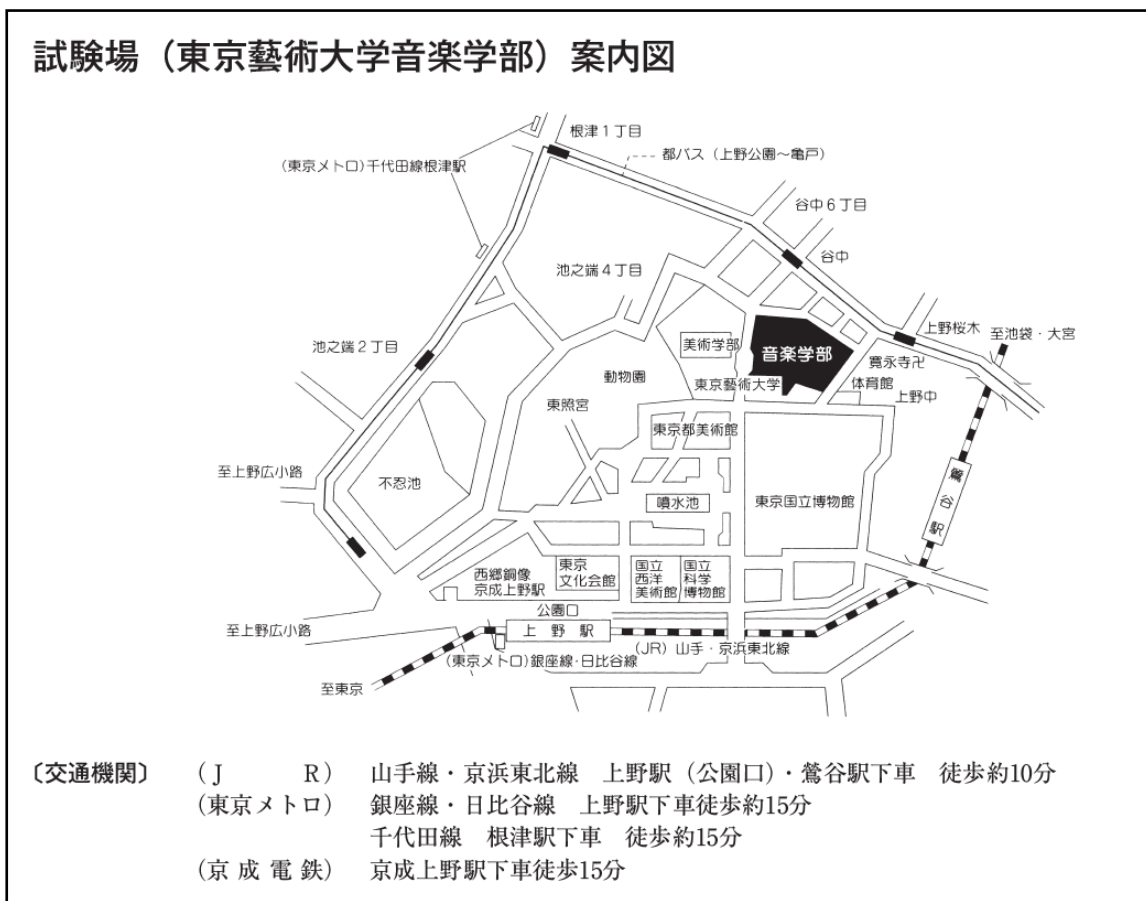 試験場（東京藝術大学音楽学部）案内図
根津1丁目
都バス（上野公園～亀戸）
(東京メトロ)千代田線根津駅
谷中6丁目
谷中
池之端4丁目
上野桜木
至池袋・大宮
池之端2丁目
美術学部
音楽学部
寛永寺卍
動物園
東京藝術大学
体育館
上野中
東照宮
東京都美術館
至上野広小路
不忍池
噴水池
東京国立博物館
鶯谷駅
西郷銅像
京成上野駅
東京
文化会館
国立
西洋
美術館
国立
科学
博物館
公園口
至上野広小路
上野駅
(JR) 山手・京浜東北線
(東京メトロ)銀座線·日比谷線
至東京
〔交通機関〕 （J R） 山手線・京浜東北線 上野駅（公園口）・鶯谷駅下車 徒歩約10分
（東京メトロ） 銀座線・日比谷線 上野駅下車徒歩約15分
千代田線 根津駅下車 徒歩約15分
（京成電鉄） 京成上野駅下車徒歩15分